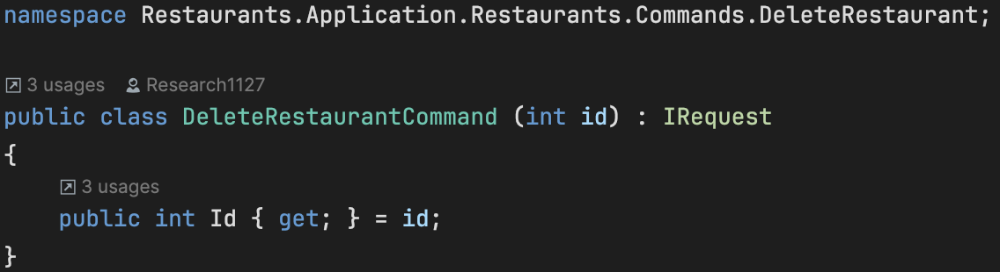 namespace Restaurants.Application.Restaurants.Commands.DeleteRestaurant;
3 usages Research1127
public class DeleteRestaurantCommand (int id) : IRequest
{
3 usages
public int Id { get; } = id;
}